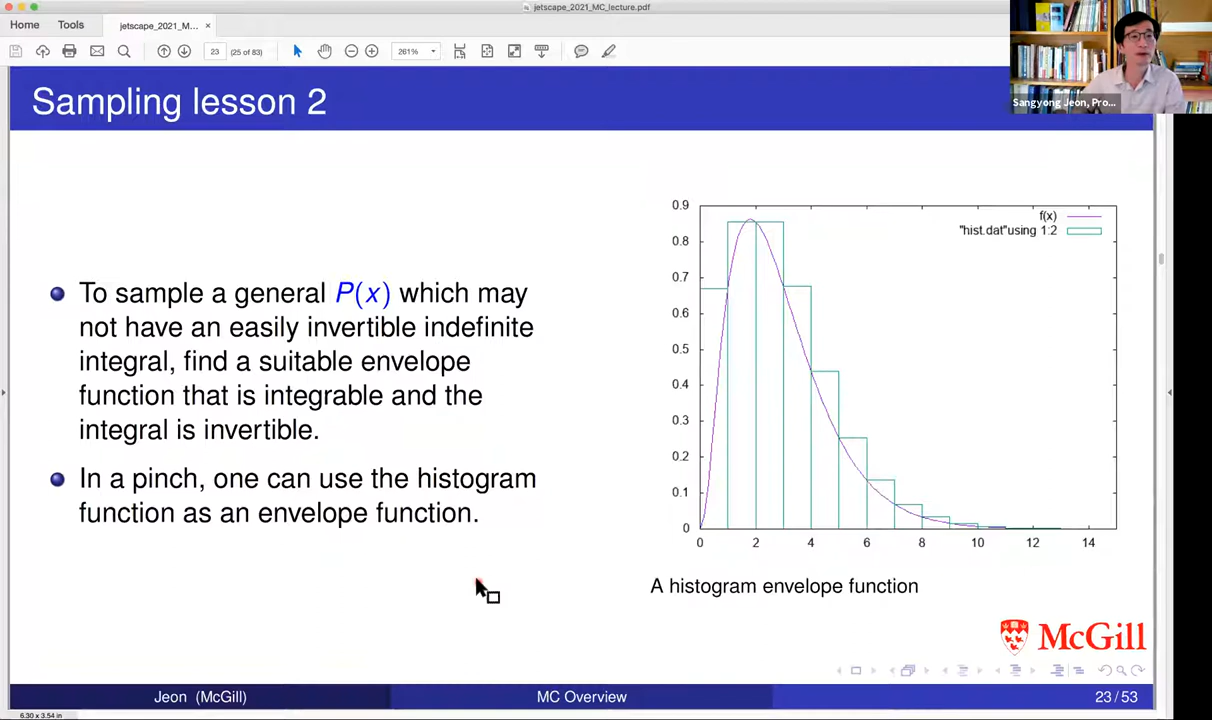 jetscape_2021_MC_lecture.pdf
Home
Tools
jetscape_2021_M...
×
23
(25 of 83)
261%
Sangyong Jeon, Pro...
Sampling lesson 2
To sample a general P(x) which may
not have an easily invertible indefinite
integral, find a suitable envelope
function that is integrable and the
integral is invertible.
In a pinch, one can use the histogram
function as an envelope function.
f(x)
"hist.dat"using 1:2
0.9
0.8
0.7
0.6
0.5
0.4
0.3
0.2
0.1
0
0 2 4 6 8 10 12 14
A histogram envelope function
McGill
Jeon (McGill)
MC Overview
23 / 53
6.30 x 3.54 in